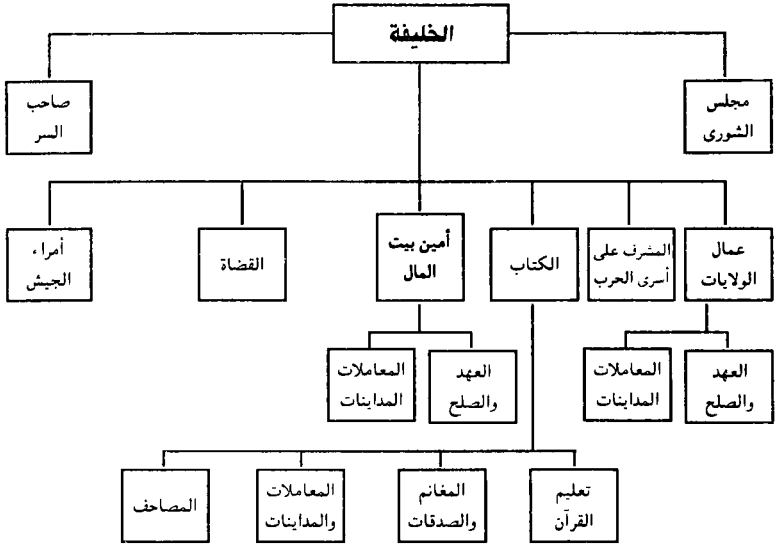 الخليفة
مجلس
الشورى
صاحب
السر
عمال
الولايات
المشرف على
أسرى الحرب
الكتاب
أمين بيت
المال
القضاة
أمراء
الجيش
العهد
والصلح
المعاملات
المداينات
العهد
والصلح
المعاملات
المداينات
تعليم
القرآن
المغانم
والصدقات
المعاملات
والمداينات
المصاحف